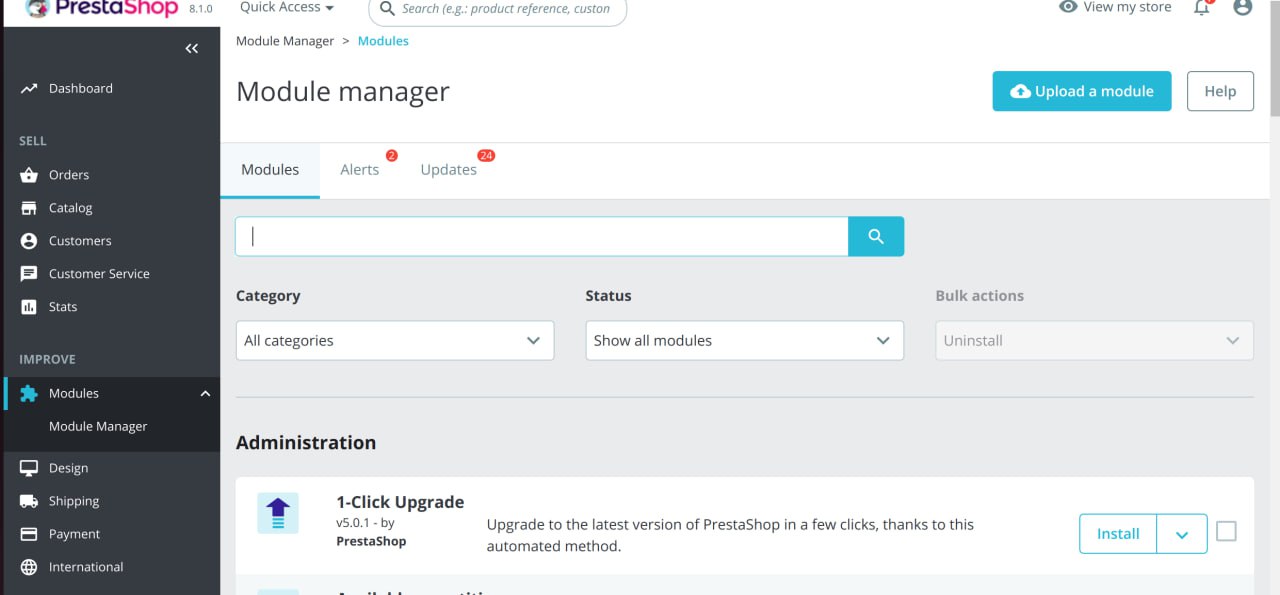 PrestaShop 8.1.0 Quick Access Search (e.g.: product reference, custon View my store
Module Manager > Modules
Module manager
Upload a module
Help
Modules
Alerts 2
Updates 24
Category
All categories
Status
Show all modules
Bulk actions
Uninstall
Administration
1-Click Upgrade
v5.0.1 - by
PrestaShop
Upgrade to the latest version of PrestaShop in a few clicks, thanks to this
automated method.
Install
Dashboard
SELL
Orders
Catalog
Customers
Customer Service
Stats
IMPROVE
Modules
Module Manager
Design
Shipping
Payment
International